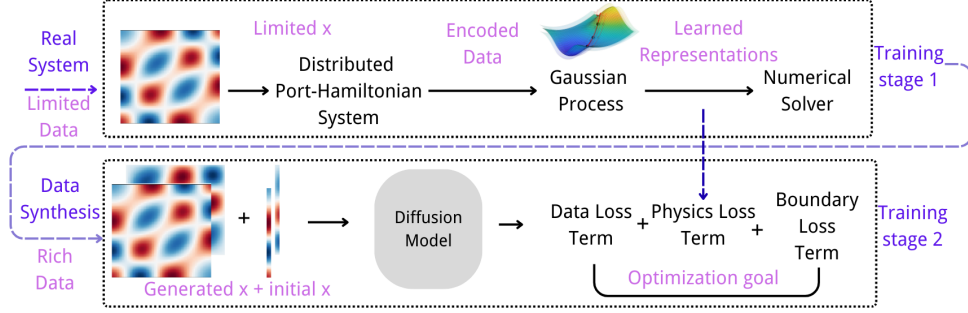 Real
System
Limited
Data
Limited x
Distributed
Port-Hamiltonian
System
Encoded
Data
Gaussian
Process
Learned
Representations
Numerical
Solver
Training
stage 1
Data
Synthesis
Rich
Data
+
Generated x + initial x
Diffusion
Model
Data Loss
Term
+
Physics Loss
Term
+
Boundary
Loss
Term
Optimization goal
Training
stage 2